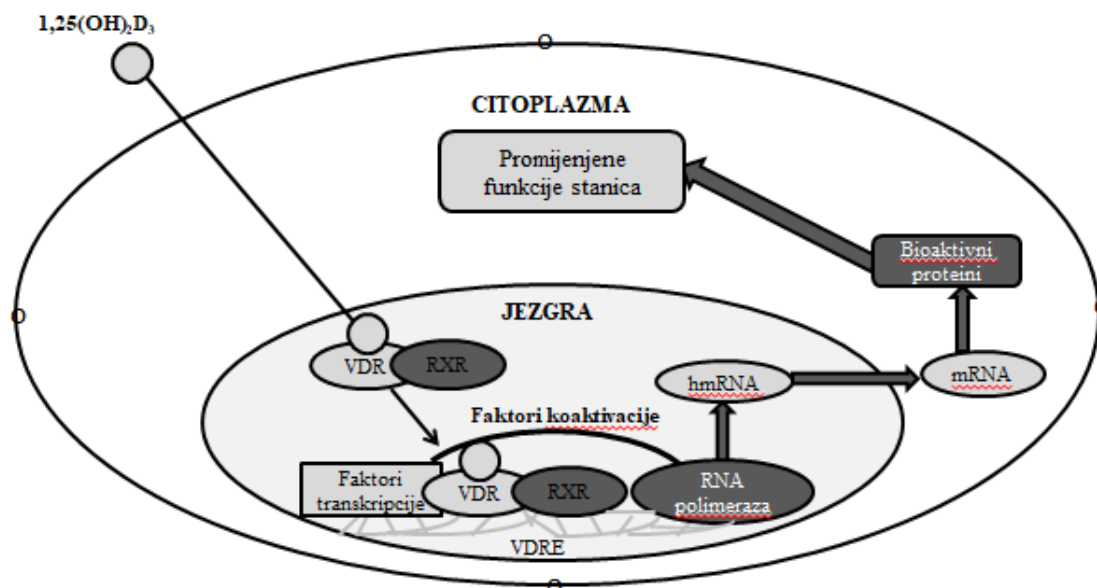 1,25(OH)₂D₃
CITOPLAZMA
Promijenjene
funkcije stanica
Bioaktivni
proteini
JEZGRA
VDR
RXR
hmRNA
mRNA
Faktori koaktivacije
Faktori
transkripcije
VDR
RXR
RNA
polimeraza
VDRE